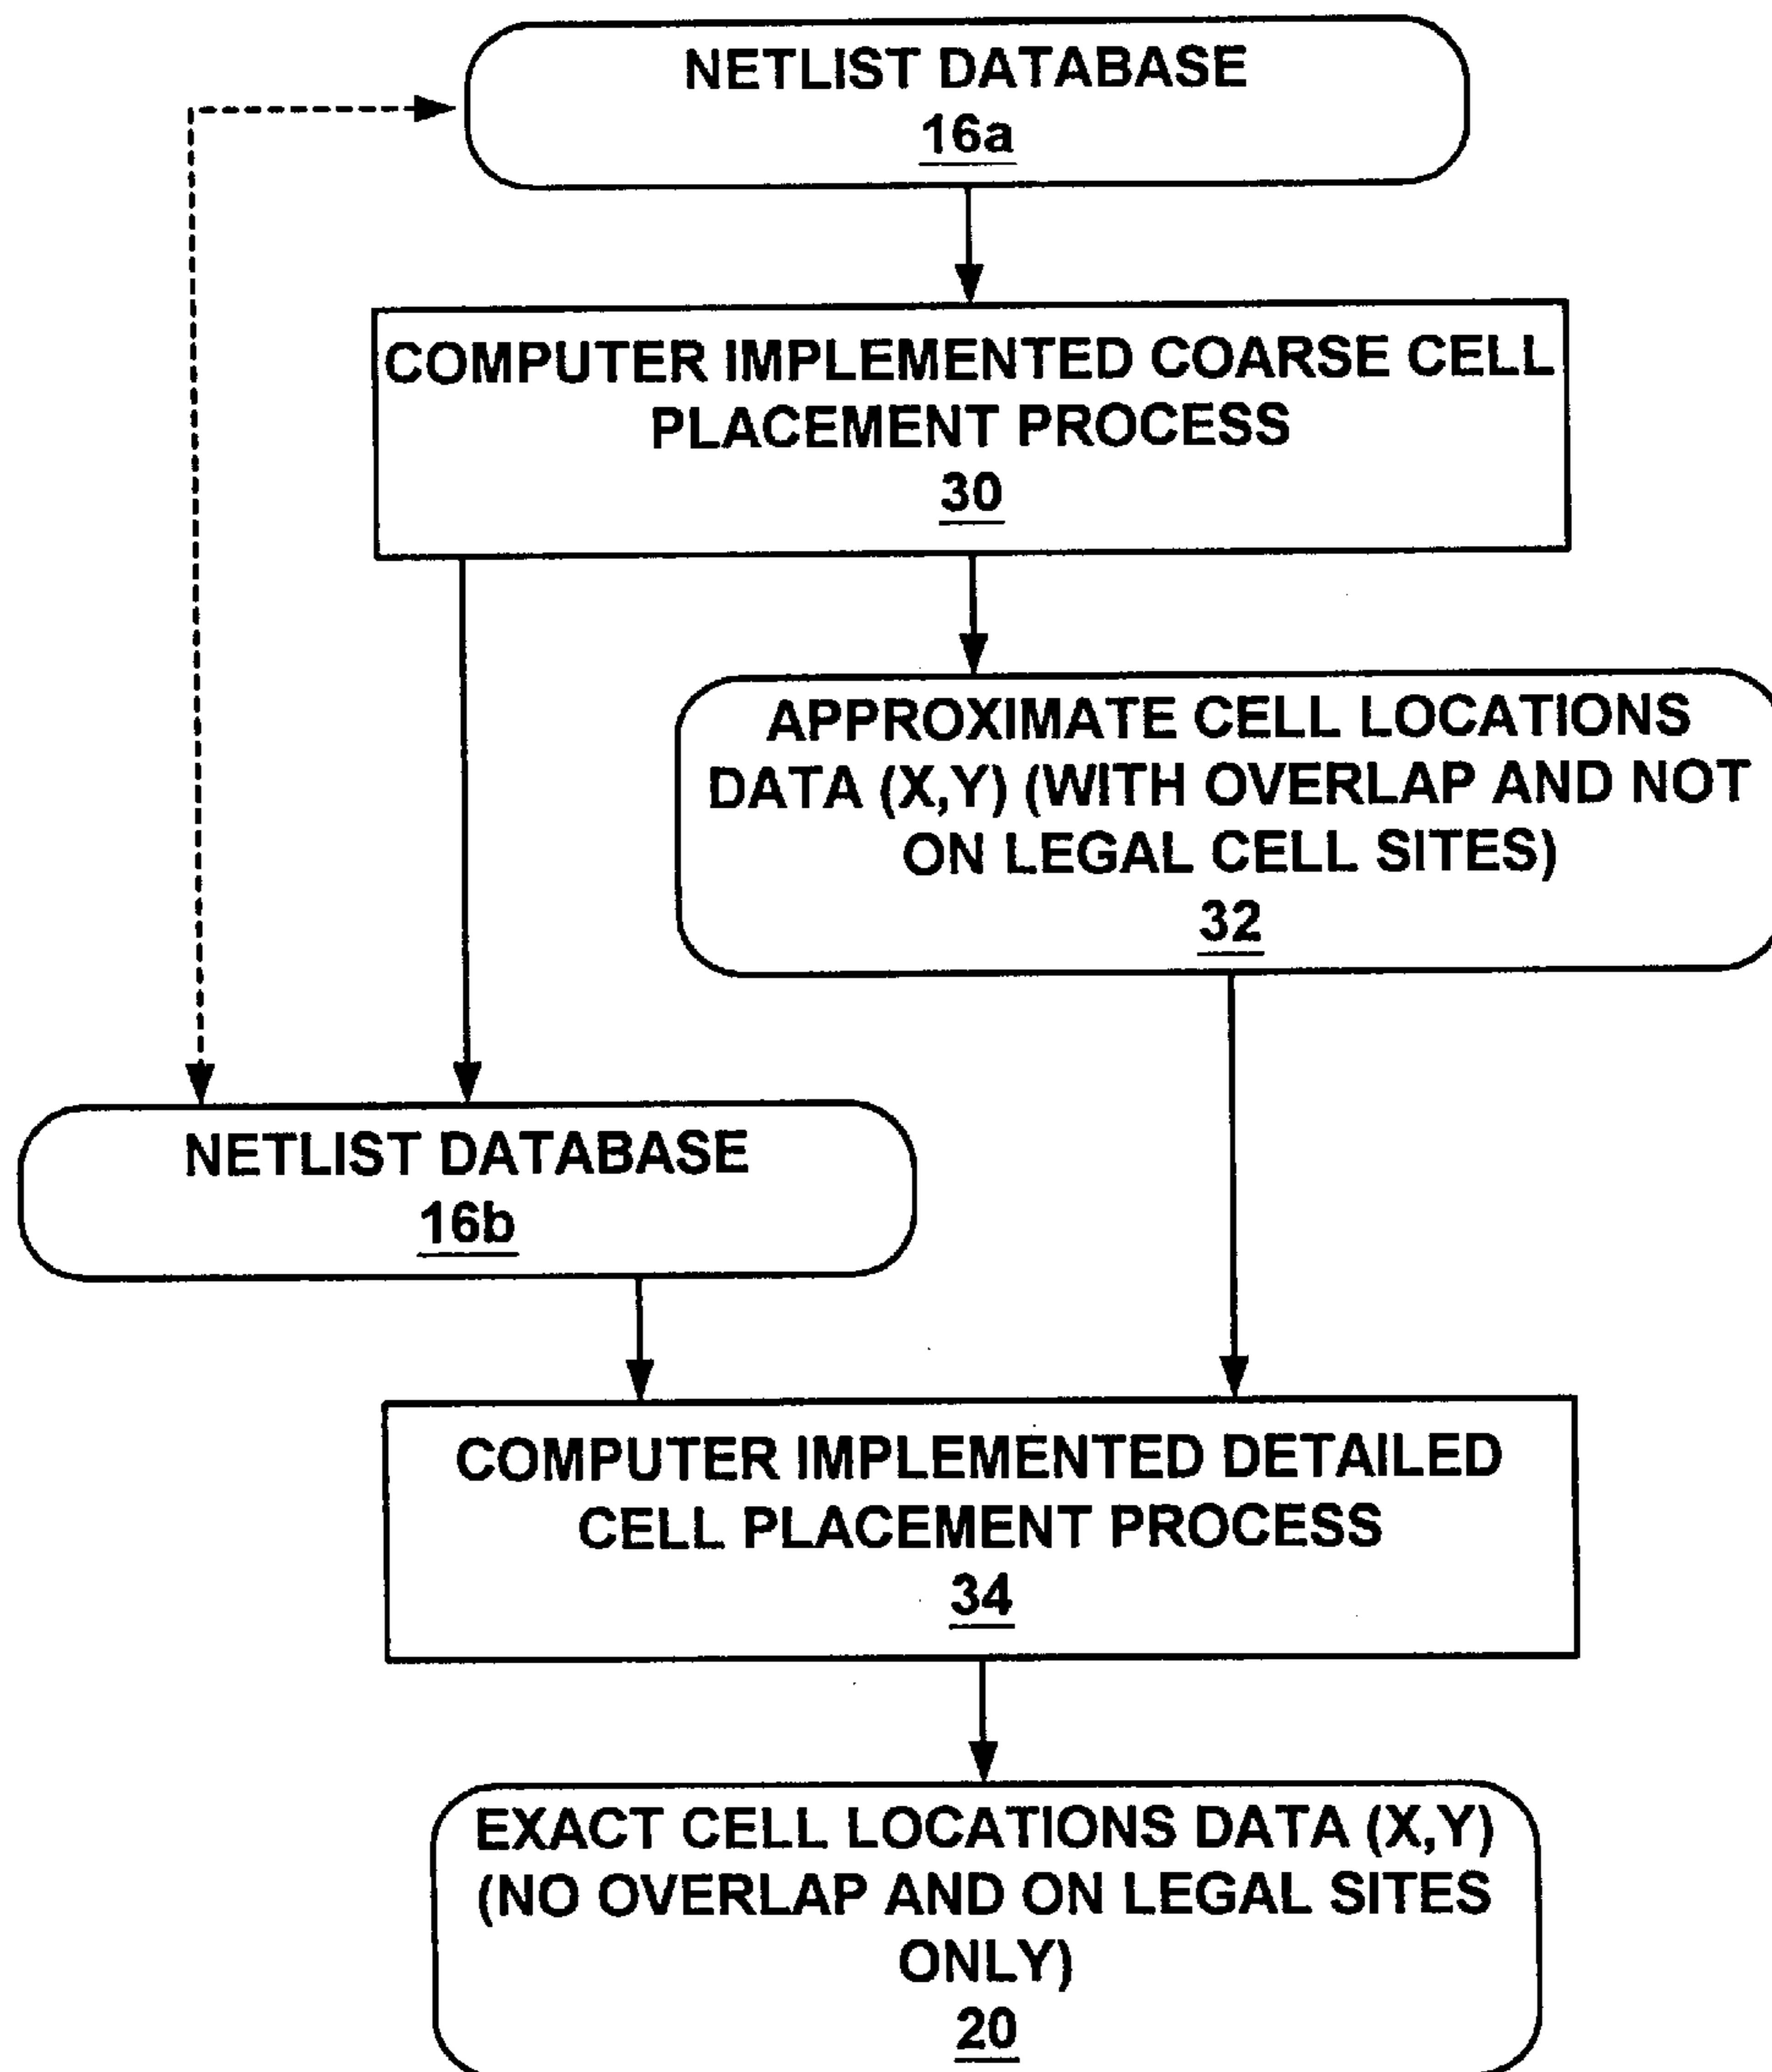 NETLIST DATABASE
16a
COMPUTER IMPLEMENTED COARSE CELL
PLACEMENT PROCESS
30
APPROXIMATE CELL LOCATIONS
DATA (X,Y) (WITH OVERLAP AND NOT
ON LEGAL CELL SITES)
32
NETLIST DATABASE
16b
COMPUTER IMPLEMENTED DETAILED
CELL PLACEMENT PROCESS
34
EXACT CELL LOCATIONS DATA (X,Y)
(NO OVERLAP AND ON LEGAL SITES
ONLY)
20